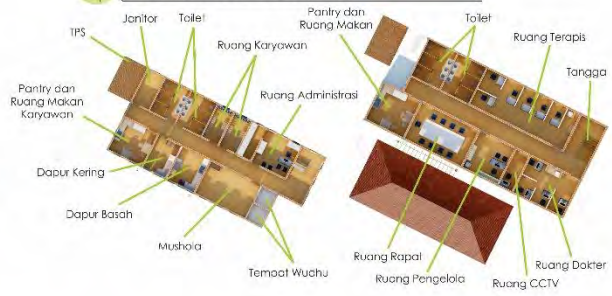 TPS
Janitor
Toilet
Ruang Karyawan
Ruang Administrasi
Pantry dan
Ruang Makan
Karyawan
Dapur Kering
Dapur Basah
Mushola
Tempat Wudhu
Pantry dan
Ruang Makan
Toilet
Ruang Terapis
Tangga
Ruang Rapat
Ruang Pengelola
Ruang CCTV
Ruang Dokter